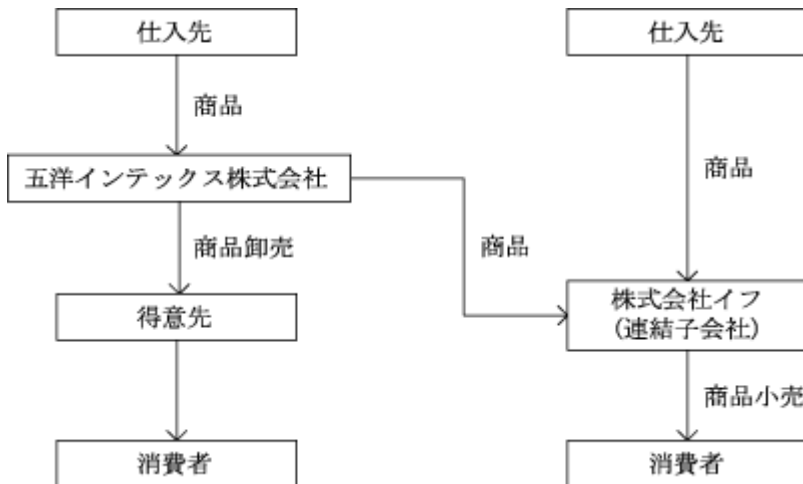 仕入先
仕入先
商品
五洋インテックス株式会社
商品
商品卸売
商品
得意先
株式会社イフ
(連結子会社)
商品小売
消費者
消費者